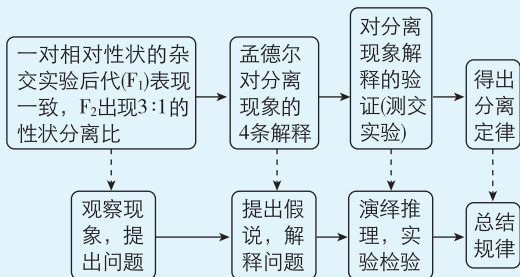 一对相对性状的杂
交实验后代(F₁)表现
一致，F₂出现3∶1的
性状分离比
孟德尔
对分离
现象的
4条解释
对分离
现象解
释的验
证(测交
实验)
得出
分离
定律
观察现
象，提
出问题
提出假
说，解
释问题
演绎推
理，实
验检验
总结
规律